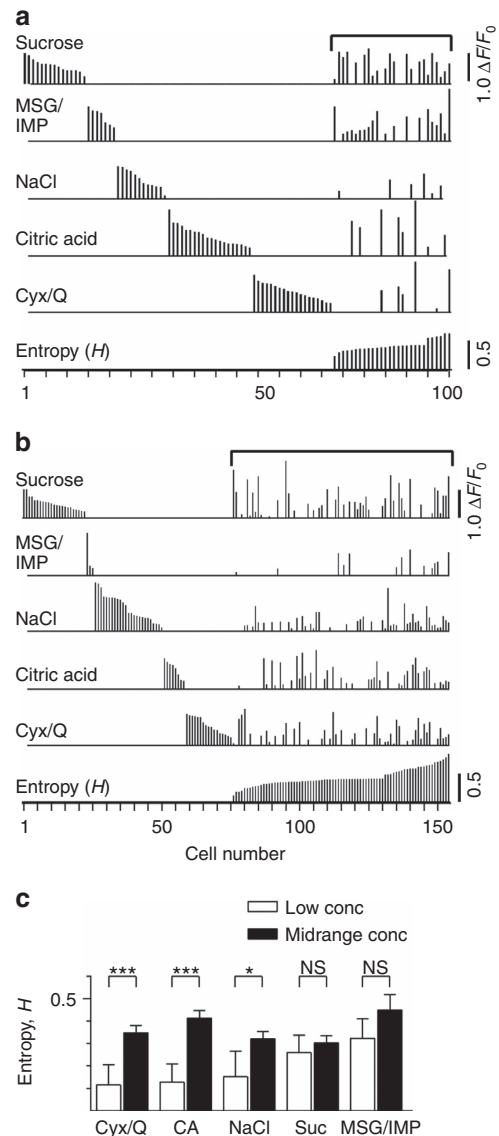 a
Sucrose
1.0 ΔF/F0
MSG/
IMP
NaCl
Citric acid
Cyx/Q
Entropy (H)
0.5
1 50 100
b
Sucrose
1.0 ΔF/F0
MSG/
IMP
NaCl
Citric acid
Cyx/Q
Entropy (H)
0.5
1 50 100 150
Cell number
c
Low conc
Midrange conc
*** *** * NS NS
0.5
Entropy, H
Cyx/Q CA NaCl Suc MSG/IMP